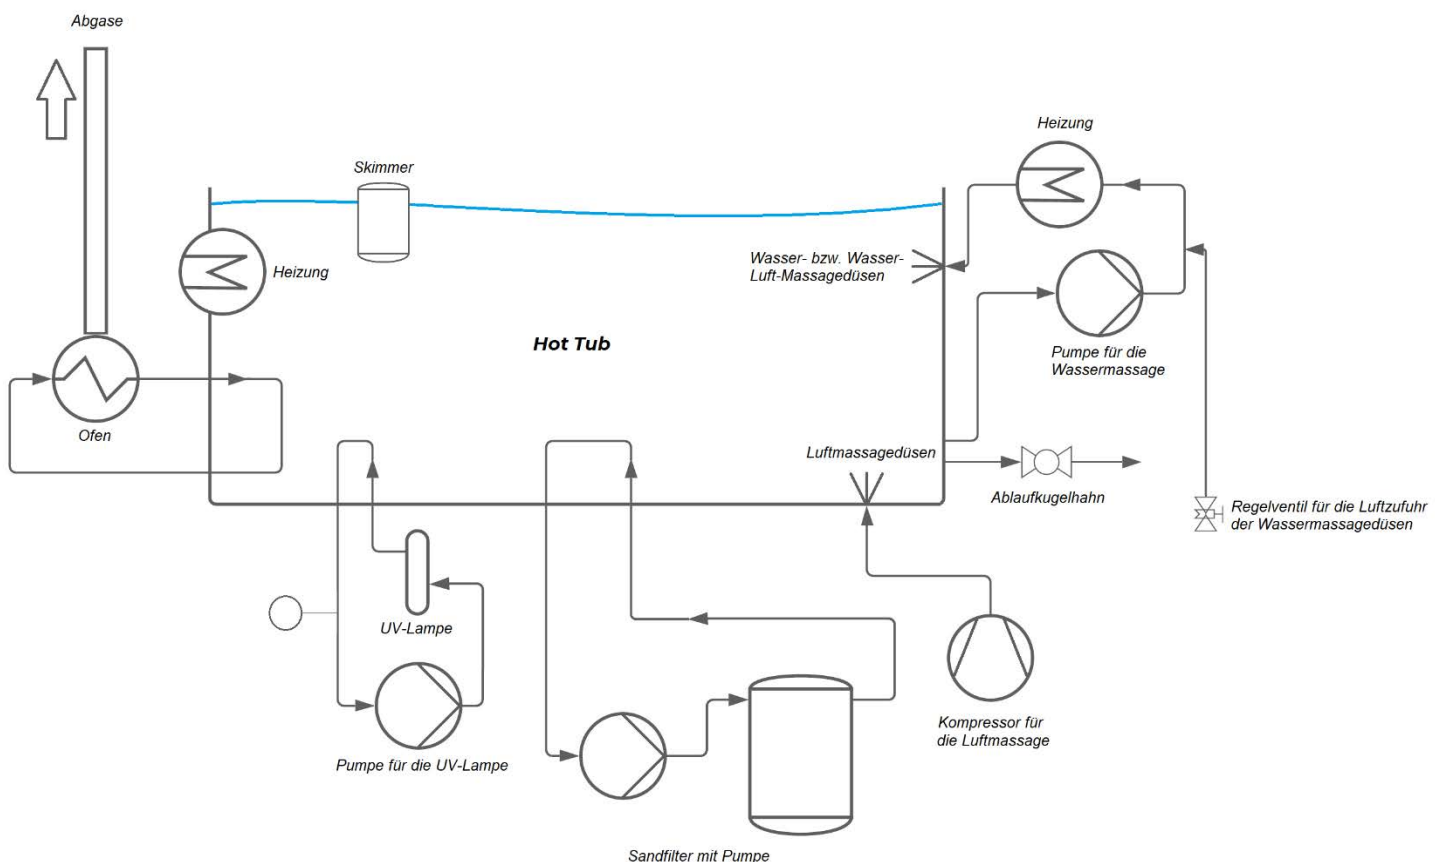 Abgase
Heizung
Skimmer
Wasser- bzw. Wasser-
Luft-Massagedüsen
Heizung
Hot Tub
Pumpe für die
Wassermassage
Ofen
Luftmassagedüsen
Ablaufkugelhahn
Regelventil für die Luftzufuhr
der Wassermassagedüsen
UV-Lampe
Kompressor für
die Luftmassage
Pumpe für die UV-Lampe
Sandfilter mit Pumpe